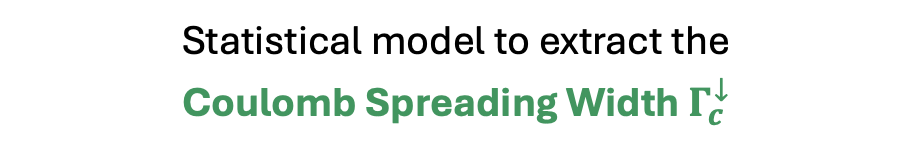 Statistical model to extract the
Coulomb Spreading Width Γ_c^↓